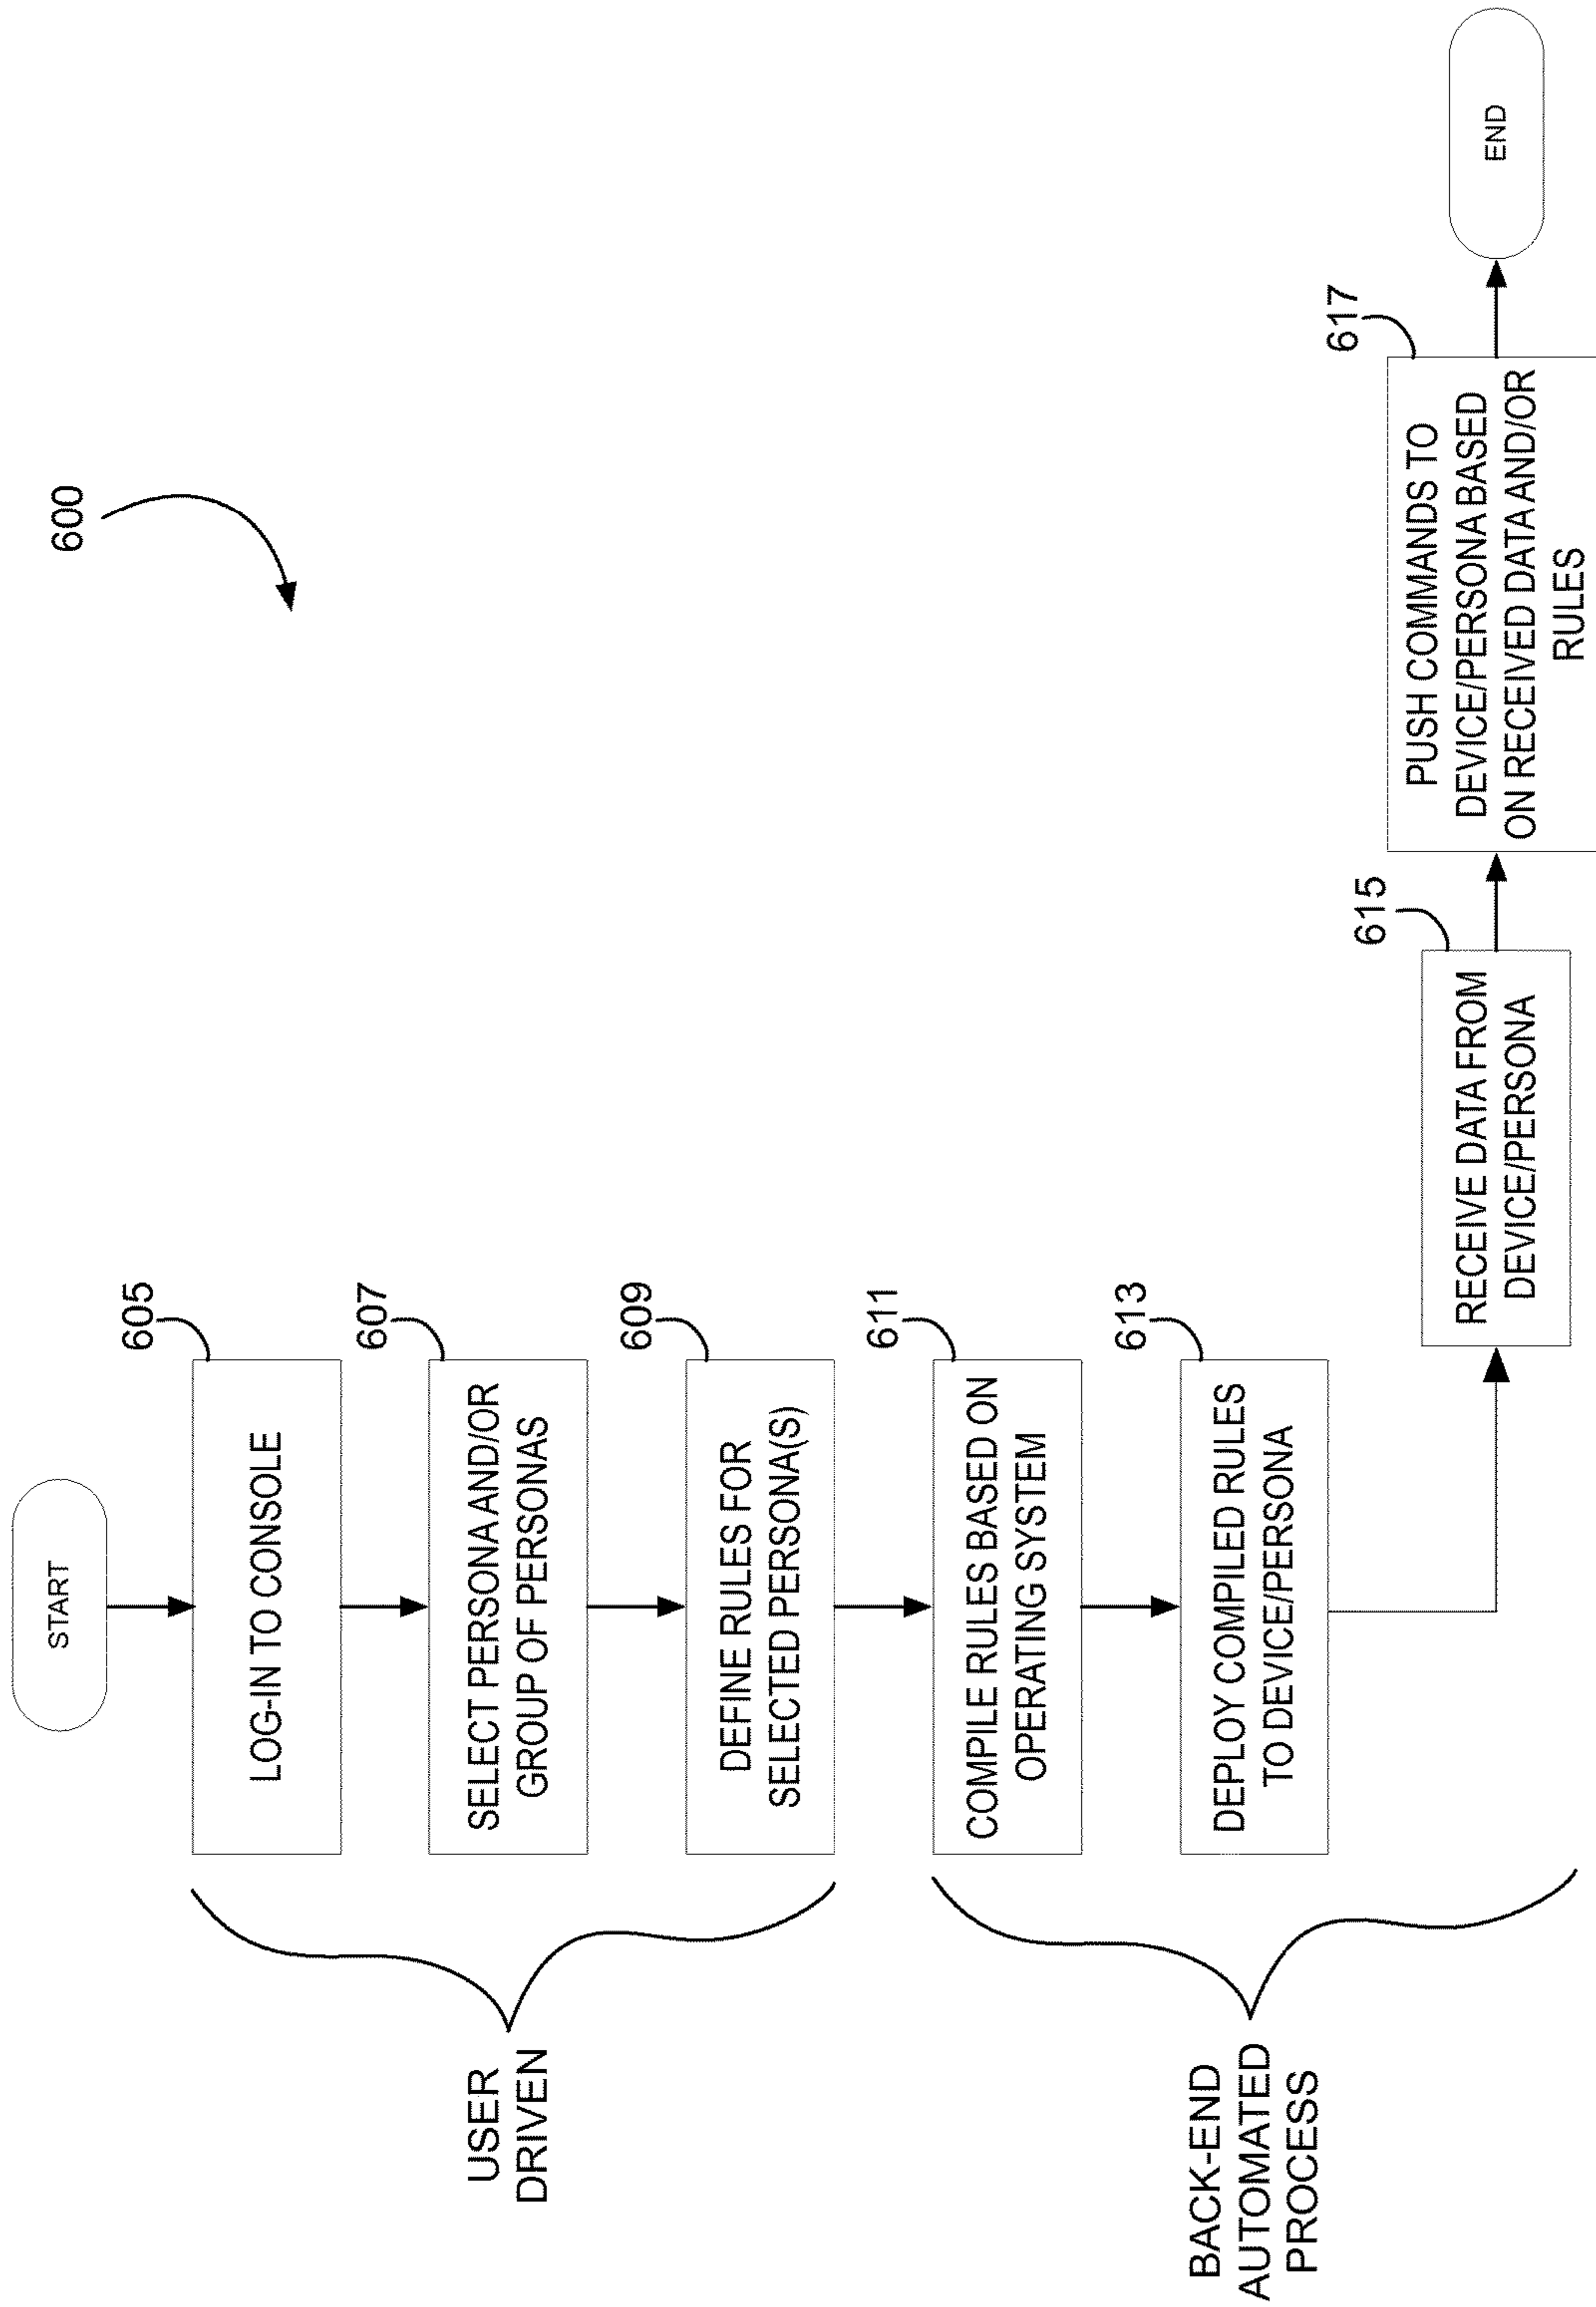 600
START
605
LOG-IN TO CONSOLE
607
SELECT PERSONA AND/OR
GROUP OF PERSONAS
609
DEFINE RULES FOR
SELECTED PERSONA(S)
USER
DRIVEN
611
COMPILE RULES BASED ON
OPERATING SYSTEM
613
DEPLOY COMPILED RULES
TO DEVICE/PERSONA
BACK-END
AUTOMATED
PROCESS
615
RECEIVE DATA FROM
DEVICE/PERSONA
617
PUSH COMMANDS TO
DEVICE/PERSONA BASED
ON RECEIVED DATA AND/OR
RULES
END